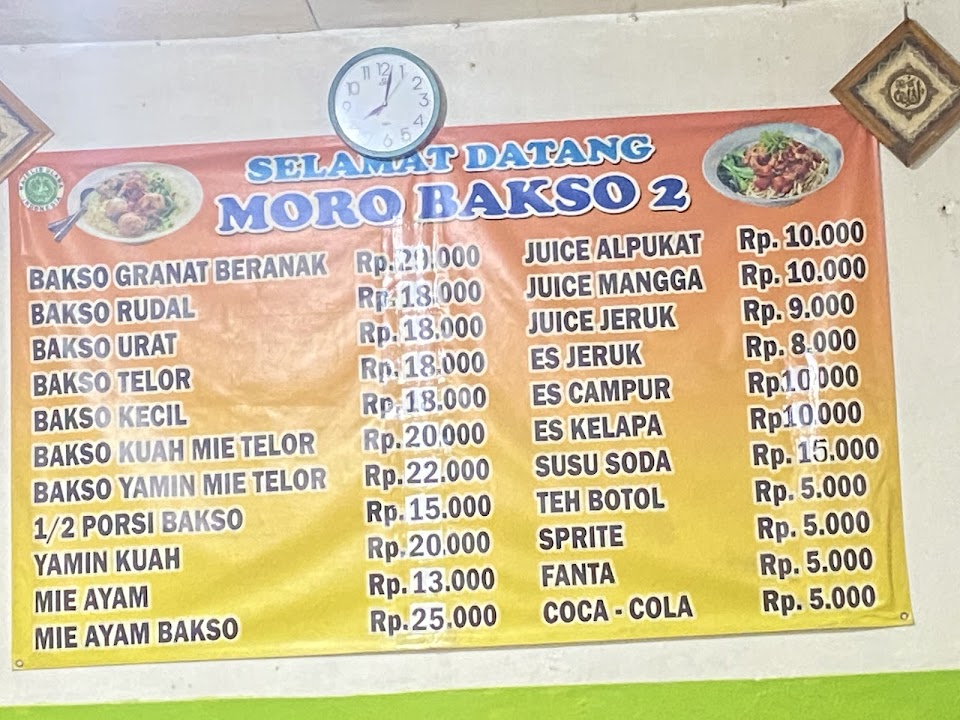 SELAMAT DATANG
MORO BAKSO 2
MAJELIS ULAMA INDONESIA
BAKSO GRANAT BERANAK Rp.20.000
BAKSO RUDAL Rp.18.000
BAKSO URAT Rp.18.000
BAKSO TELOR Rp.18.000
BAKSO KECIL Rp.18.000
BAKSO KUAH MIE TELOR Rp.20,000
BAKSO YAMIN MIE TELOR Rp.22.000
1/2 PORSI BAKSO Rp.15.000
YAMIN KUAH Rp.20.000
MIE AYAM Rp.13.000
MIE AYAM BAKSO Rp.25.000
JUICE ALPUKAT Rp. 10.000
JUICE MANGGA Rp. 10.000
JUICE JERUK Rp. 9.000
ES JERUK Rp. 8.000
ES CAMPUR Rp10.000
ES KELAPA Rp10.000
SUSU SODA Rp. 15.000
TEH BOTOL Rp. 5.000
SPRITE Rp. 5.000
FANTA Rp. 5.000
COCA - COLA Rp. 5.000